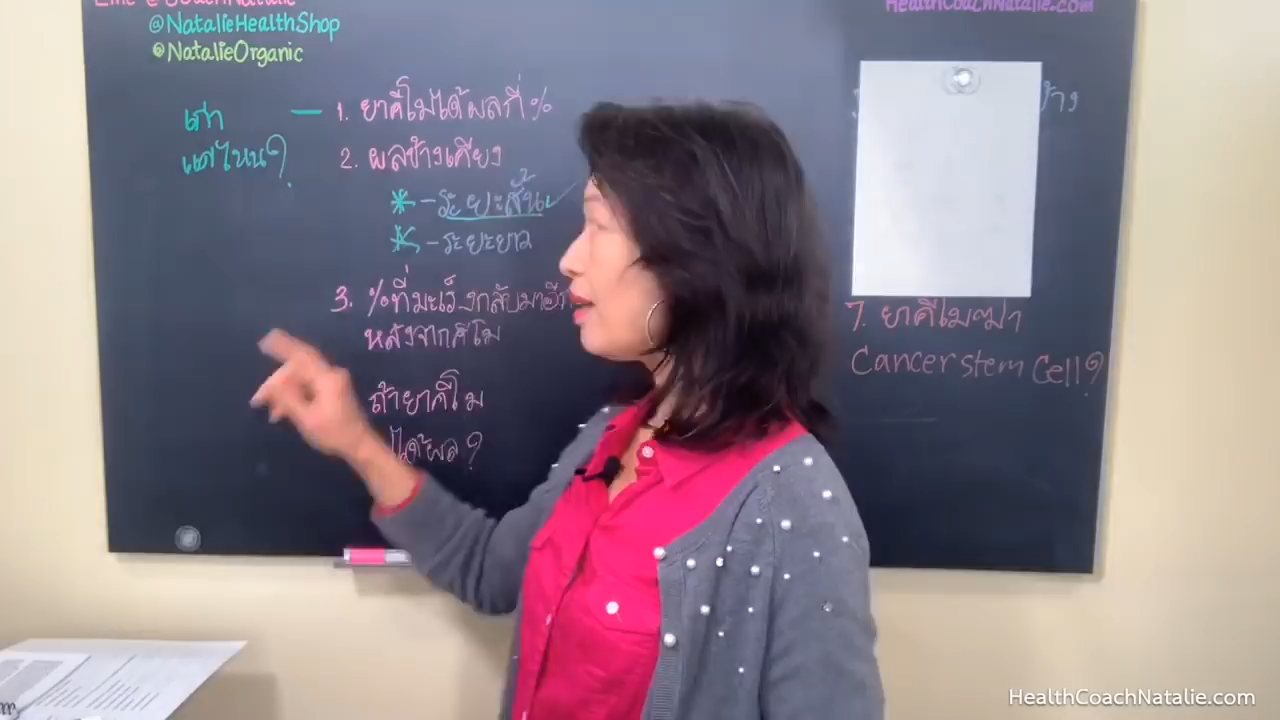 @NatalieHealthShop
@NatalieOrganic
HealthCoachNatalie.com
เก่า
แค่ไหน?
— 1. ยาคีโมได้ผลกี่%
2. ผลข้างเคียง
* - ระยะสั้น
* - ระยะยาว
3. %ที่มะเร็งกลับมาอีก
หลังจากคีโม
ถ้ายาคีโม
ได้ผล?
7. ยาคีโมฆ่า
Cancer stem Cell?
HealthCoachNatalie.com